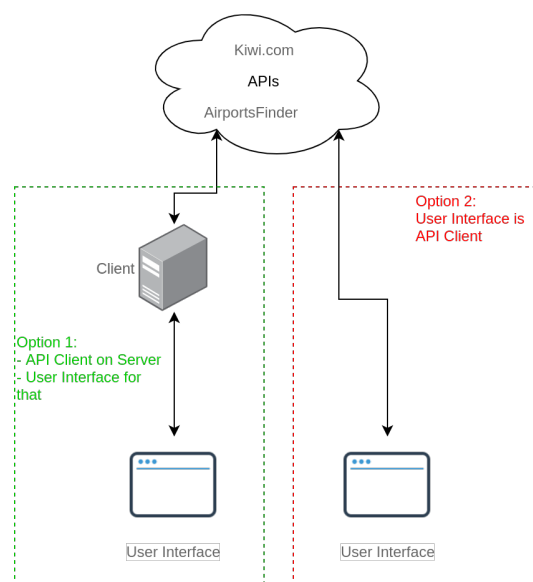 Kiwi.com
APIs
AirportsFinder
Option 2:
User Interface is
API Client
Client
Option 1:
- API Client on Server
- User Interface for
that
User Interface
User Interface